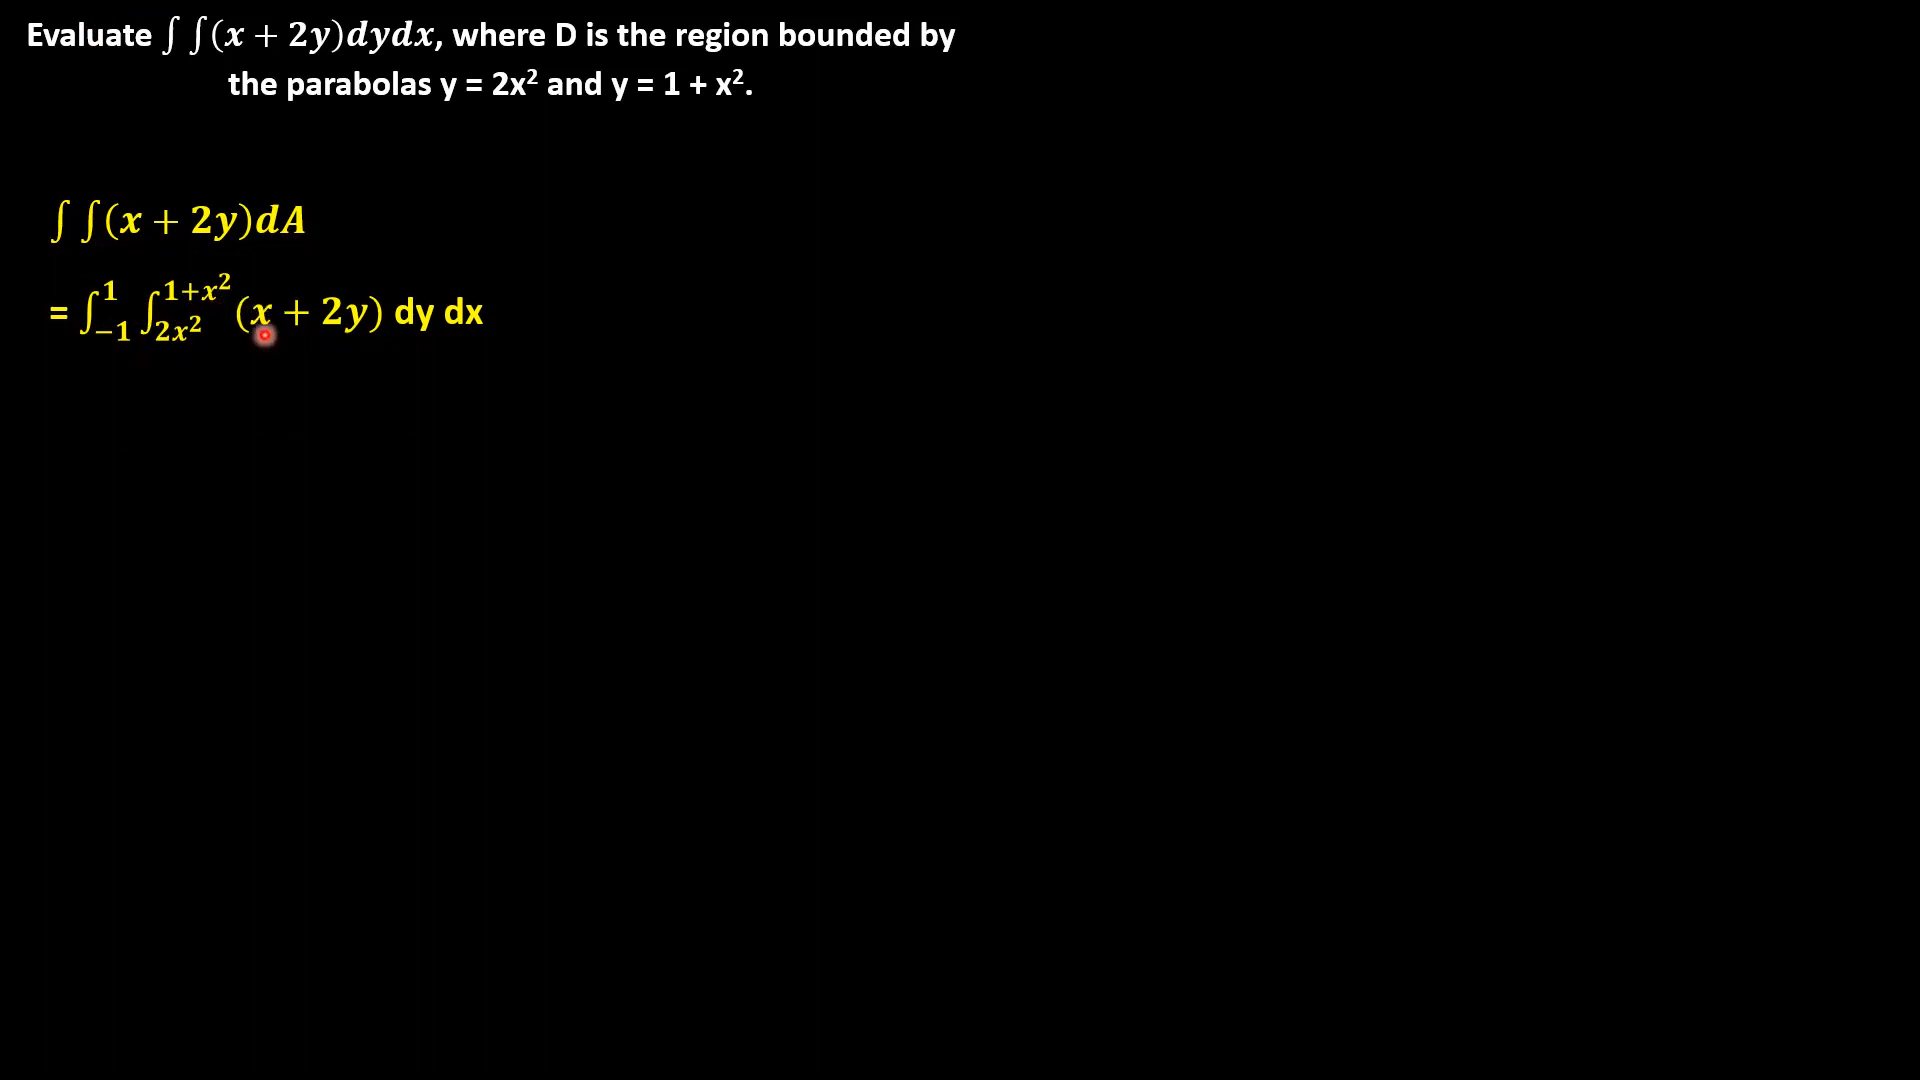 Evaluate ∫ ∫(x + 2y)dydx, where D is the region bounded by
the parabolas y = 2x² and y = 1 + x².
∫ ∫(x + 2y)dA
= ∫₋₁¹ ∫_{2x²}^{1+x²} (x + 2y) dy dx